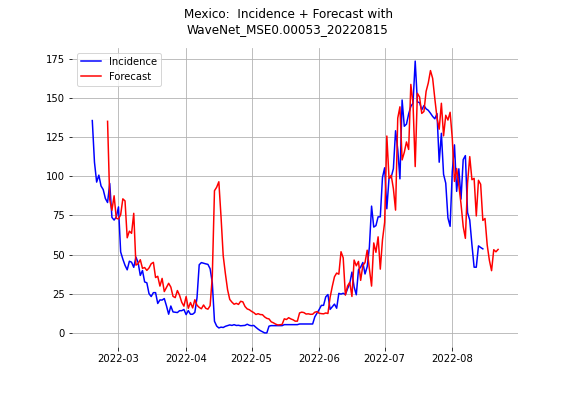 Mexico:  Incidence + Forecast with
WaveNet_MSE0.00053_20220815
Incidence
Forecast
175
150
125
100
75
50
25
0
2022-03 2022-04 2022-05 2022-06 2022-07 2022-08